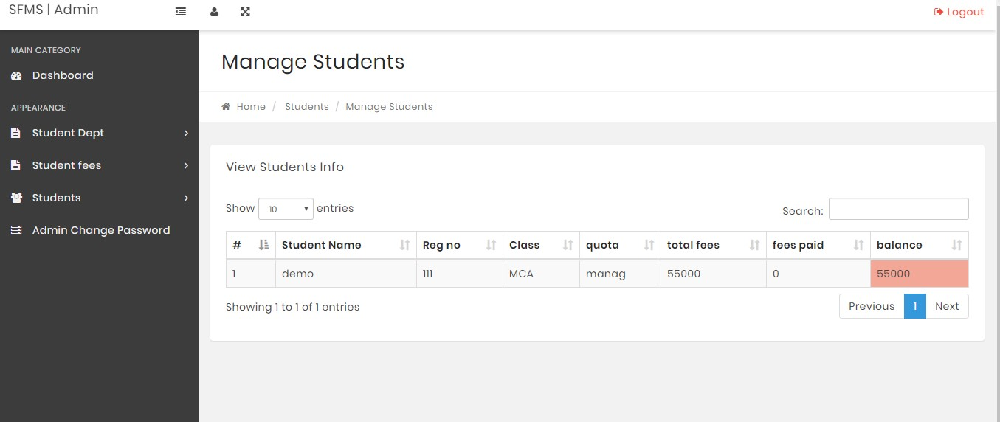 SFMS | Admin
Logout
MAIN CATEGORY
Dashboard
APPEARANCE
Student Dept
Student fees
Students
Admin Change Password
Manage Students
Home / Students / Manage Students
View Students Info
Show 10 entries
Search:
# Student Name Reg no Class quota total fees fees paid balance
1 demo 111 MCA manag 55000 0 55000
Showing 1 to 1 of 1 entries
Previous 1 Next